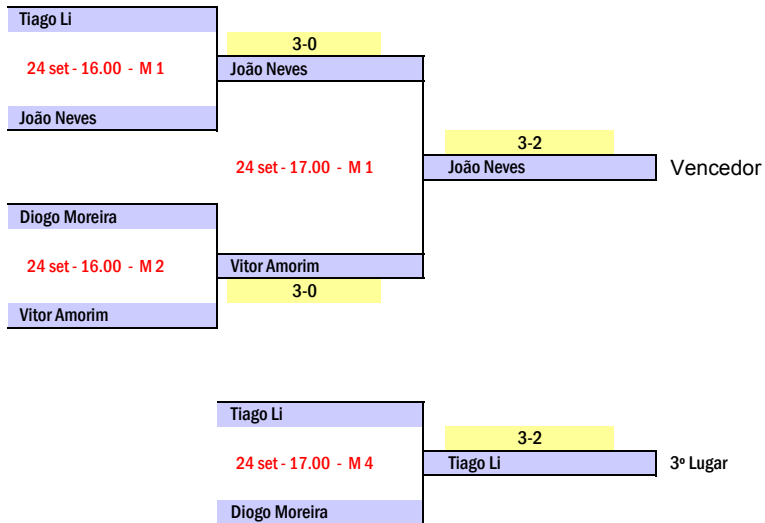 Tiago Li
3-0
24 set - 16.00 - M 1
João Neves
João Neves
3-2
24 set - 17.00 - M 1
João Neves
Vencedor
Diogo Moreira
24 set - 16.00 - M 2
Vitor Amorim
3-0
Vitor Amorim
Tiago Li
3-2
24 set - 17.00 - M 4
Tiago Li
3º Lugar
Diogo Moreira